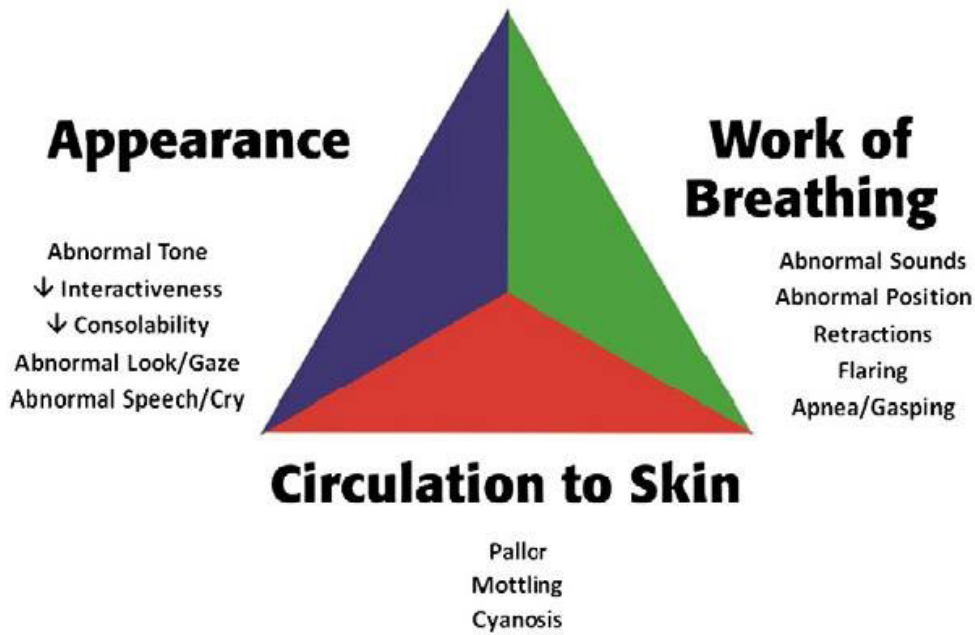 Appearance
Abnormal Tone
↓ Interactiveness
↓ Consolability
Abnormal Look/Gaze
Abnormal Speech/Cry
Work of
Breathing
Abnormal Sounds
Abnormal Position
Retractions
Flaring
Apnea/Gasping
Circulation to Skin
Pallor
Mottling
Cyanosis